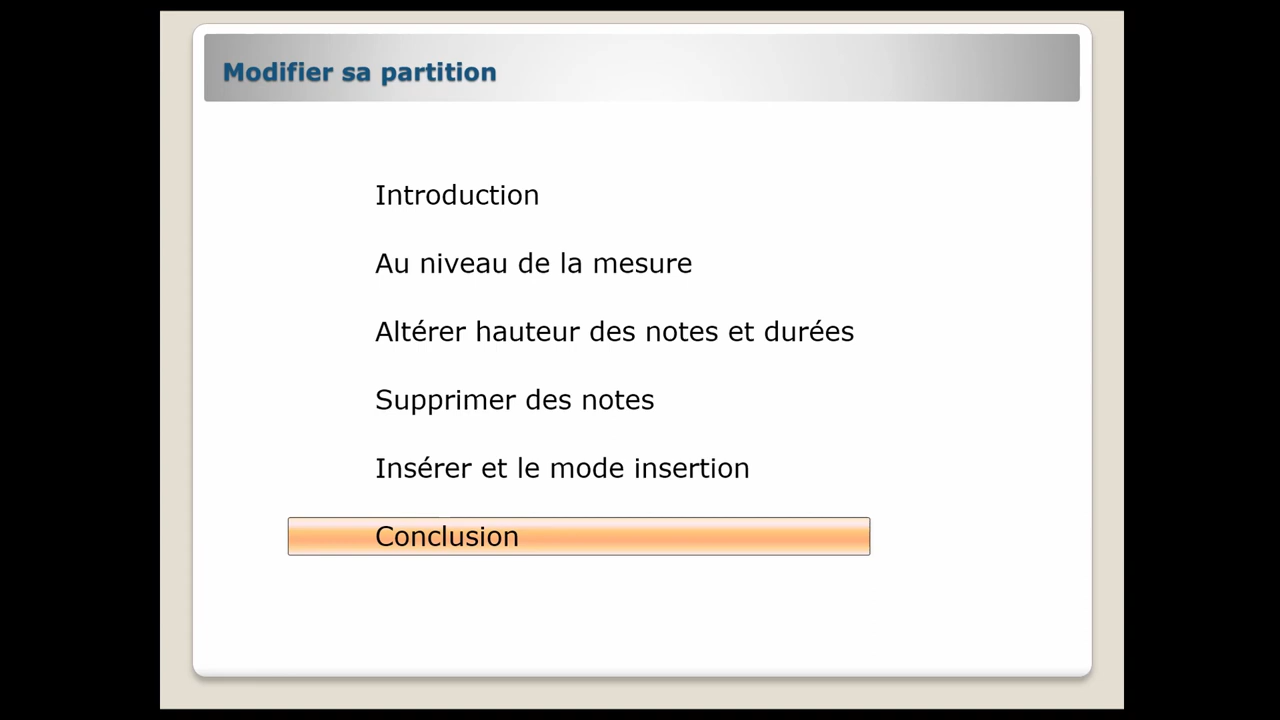 Modifier sa partition
Introduction
Au niveau de la mesure
Altérer hauteur des notes et durées
Supprimer des notes
Insérer et le mode insertion
Conclusion